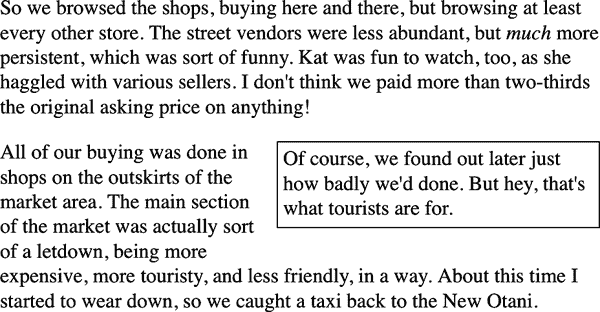 So we browsed the shops, buying here and there, but browsing at least
every other store. The street vendors were less abundant, but much more
persistent, which was sort of funny. Kat was fun to watch, too, as she
haggled with various sellers. I don't think we paid more than two-thirds
the original asking price on anything!
All of our buying was done in
shops on the outskirts of the
market area. The main section
of the market was actually sort
of a letdown, being more
expensive, more touristy, and less friendly, in a way. About this time I
started to wear down, so we caught a taxi back to the New Otani.
Of course, we found out later just
how badly we'd done. But hey, that's
what tourists are for.